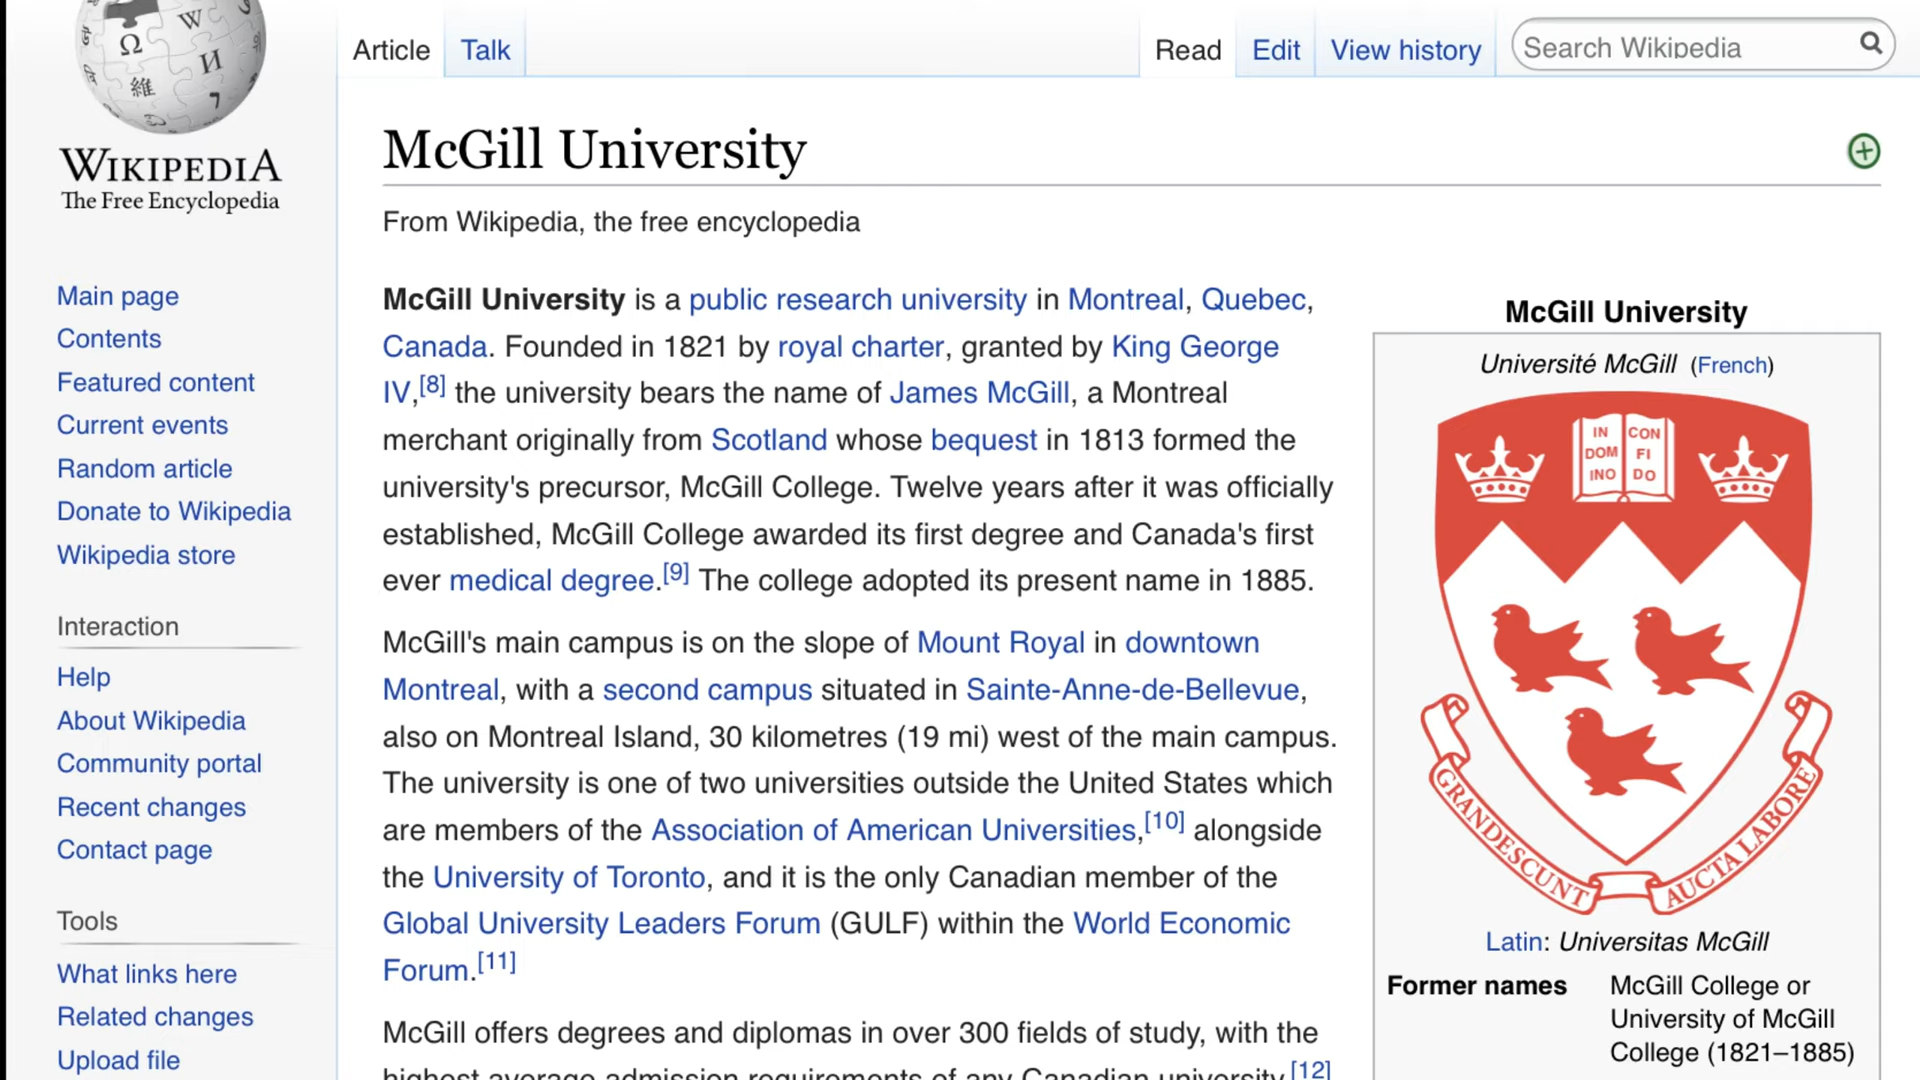 Ω
W
И
維
WIKIPEDIA
The Free Encyclopedia
Main page
Contents
Featured content
Current events
Random article
Donate to Wikipedia
Wikipedia store
Interaction
Help
About Wikipedia
Community portal
Recent changes
Contact page
Tools
What links here
Related changes
Upload file
Article
Talk
Read
Edit
View history
Search Wikipedia
McGill University
From Wikipedia, the free encyclopedia
McGill University is a public research university in Montreal, Quebec,
Canada. Founded in 1821 by royal charter, granted by King George
IV,[8] the university bears the name of James McGill, a Montreal
merchant originally from Scotland whose bequest in 1813 formed the
university's precursor, McGill College. Twelve years after it was officially
established, McGill College awarded its first degree and Canada's first
ever medical degree.[9] The college adopted its present name in 1885.
McGill's main campus is on the slope of Mount Royal in downtown
Montreal, with a second campus situated in Sainte-Anne-de-Bellevue,
also on Montreal Island, 30 kilometres (19 mi) west of the main campus.
The university is one of two universities outside the United States which
are members of the Association of American Universities,[10] alongside
the University of Toronto, and it is the only Canadian member of the
Global University Leaders Forum (GULF) within the World Economic
Forum.[11]
McGill offers degrees and diplomas in over 300 fields of study, with the
highest average admission requirements of any Canadian university.[12]
McGill University
Université McGill (French)
IN DOM INO
CON FI DO
GRANDESCUNT AUCTA LABORE
Latin: Universitas McGill
Former names
McGill College or
University of McGill
College (1821–1885)